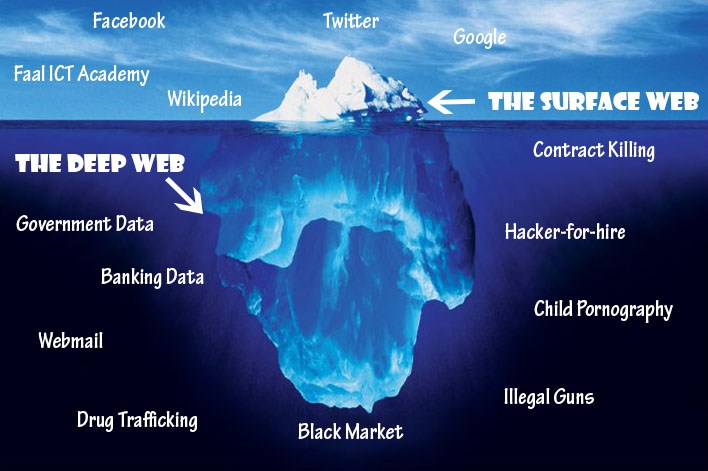 Facebook
Twitter
Google
Faal ICT Academy
Wikipedia
THE SURFACE WEB
Contract Killing
THE DEEP WEB
Government Data
Hacker-for-hire
Banking Data
Child Pornography
Webmail
Illegal Guns
Drug Trafficking
Black Market